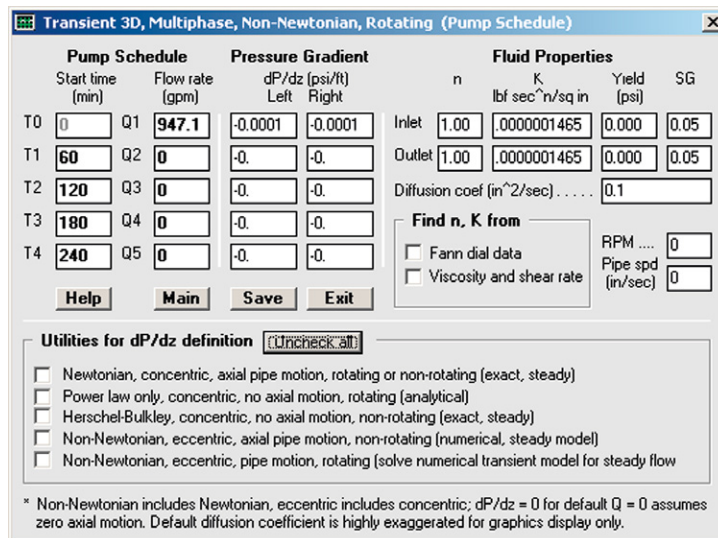 Transient 3D, Multiphase, Non-Newtonian, Rotating (Pump Schedule)
Pump Schedule Pressure Gradient Fluid Properties
Start time Flow rate dP/dz (psi/ft) n K Yield SG
(min) (gpm) Left Right lbf sec^n/sq in (psi)
T0 0 Q1 947.1 -0.0001 -0.0001 Inlet 1.00 .0000001465 0.000 0.05
T1 60 Q2 0 -0. -0. Outlet 1.00 .0000001465 0.000 0.05
T2 120 Q3 0 -0. -0. Diffusion coef (in^2/sec) . . . . . 0.1
T3 180 Q4 0 -0. -0. Find n, K from
T4 240 Q5 0 -0. -0. Fann dial data RPM .... 0
Viscosity and shear rate Pipe spd (in/sec) 0
Help Main Save Exit
Utilities for dP/dz definition Uncheck all
Newtonian, concentric, axial pipe motion, rotating or non-rotating (exact, steady)
Power law only, concentric, no axial motion, rotating (analytical)
Herschel-Bulkley, concentric, no axial motion, non-rotating (exact, steady)
Non-Newtonian, eccentric, axial pipe motion, non-rotating (numerical, steady model)
Non-Newtonian, eccentric, pipe motion, rotating (solve numerical transient model for steady flow
* Non-Newtonian includes Newtonian, eccentric includes concentric; dP/dz = 0 for default Q = 0 assumes
zero axial motion. Default diffusion coefficient is highly exaggerated for graphics display only.